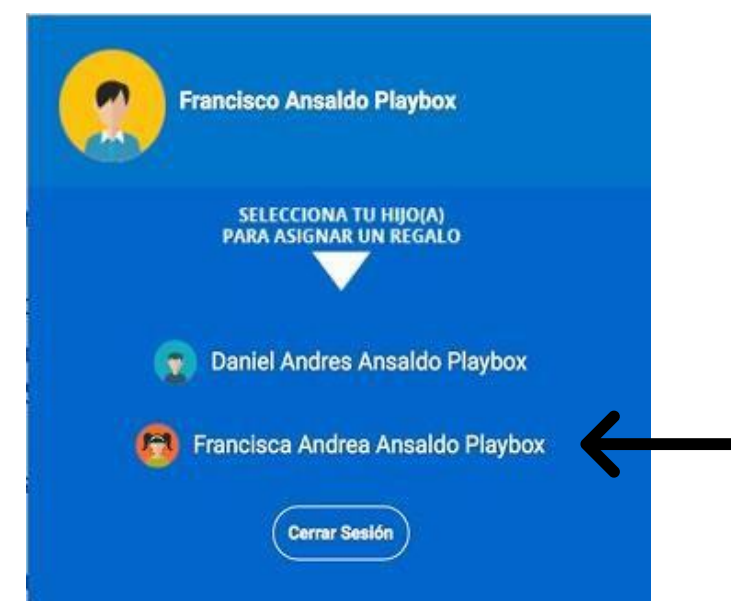 Francisco Ansaldo Playbox
SELECCIONA TU HIJO(A)
PARA ASIGNAR UN REGALO
Daniel Andres Ansaldo Playbox
Francisca Andrea Ansaldo Playbox
Cerrar Sesión